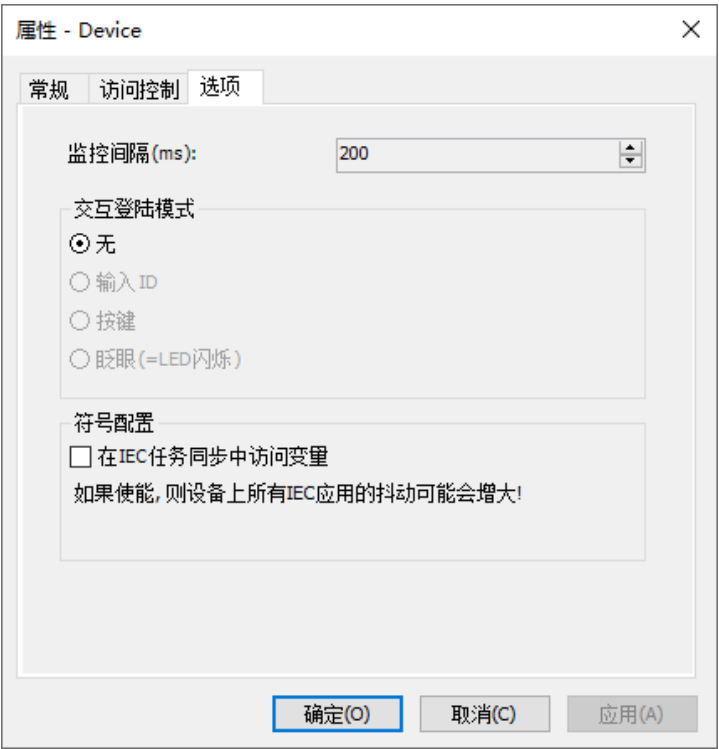 属性 - Device
常规 访问控制 选项
监控间隔(ms): 200
交互登陆模式
无
输入ID
按键
眨眼(=LED闪烁)
符号配置
在IEC任务同步中访问变量
如果使能,则设备上所有IEC应用的抖动可能会增大!
确定(O) 取消(C) 应用(A)